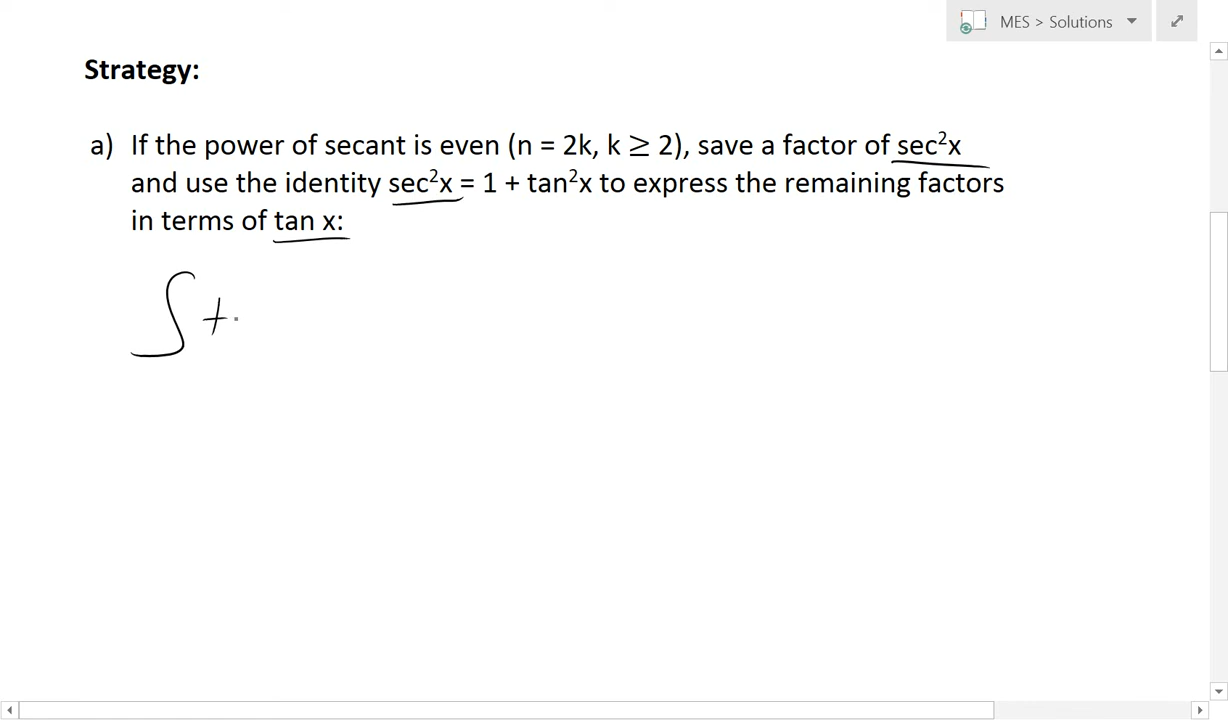 MES > Solutions
Strategy:
a) If the power of secant is even (n = 2k, k ≥ 2), save a factor of sec²x
and use the identity sec²x = 1 + tan²x to express the remaining factors
in terms of tan x:
∫ t